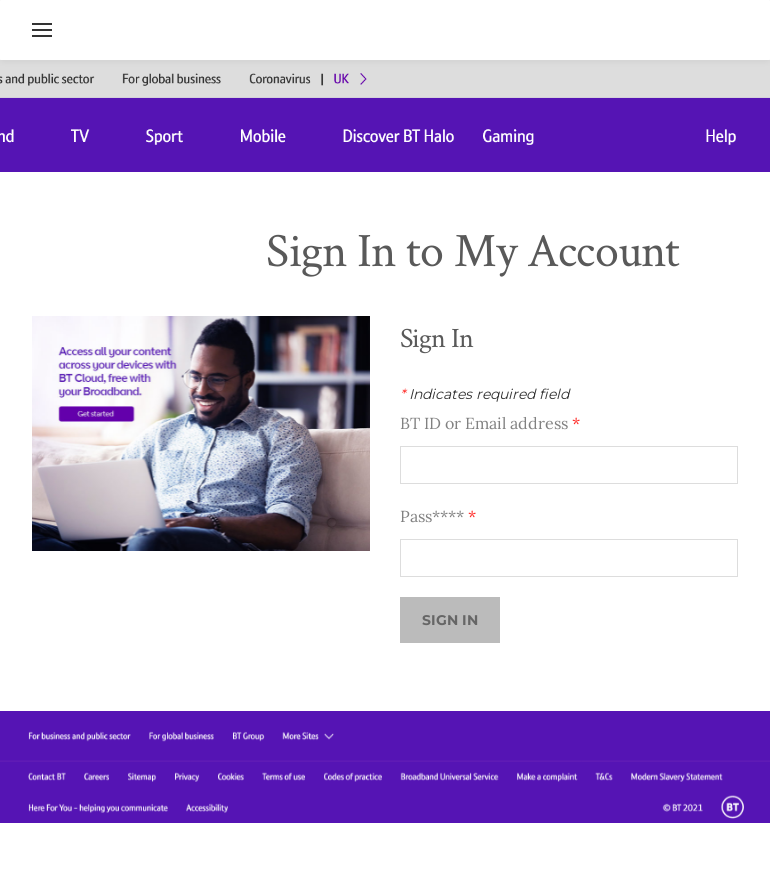 and public sector For global business Coronavirus | UK
TV Sport Mobile Discover BT Halo Gaming Help
Sign In to My Account
Access all your content
across your devices with
BT Cloud, free with
your Broadband.
Get started
Sign In
* Indicates required field
BT ID or Email address *
Pass**** *
SIGN IN
For business and public sector For global business BT Group More Sites
Contact BT Careers Sitemap Privacy Cookies Terms of use Codes of practice Broadband Universal Service Make a complaint T&Cs Modern Slavery Statement
Here For You - helping you communicate Accessibility © BT 2021 BT